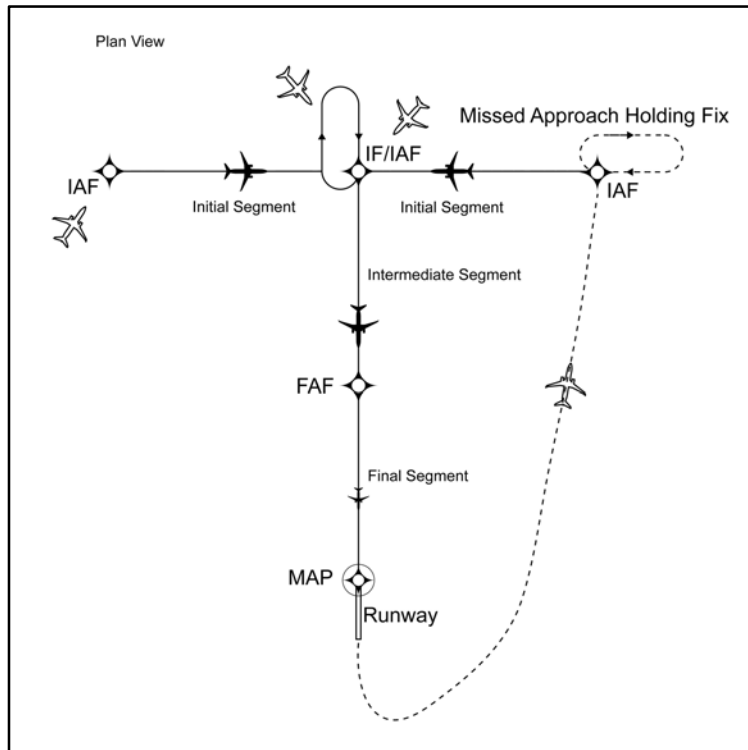 Plan View
Missed Approach Holding Fix
IF/IAF
IAF
IAF
Initial Segment
Initial Segment
Intermediate Segment
FAF
Final Segment
MAP
Runway